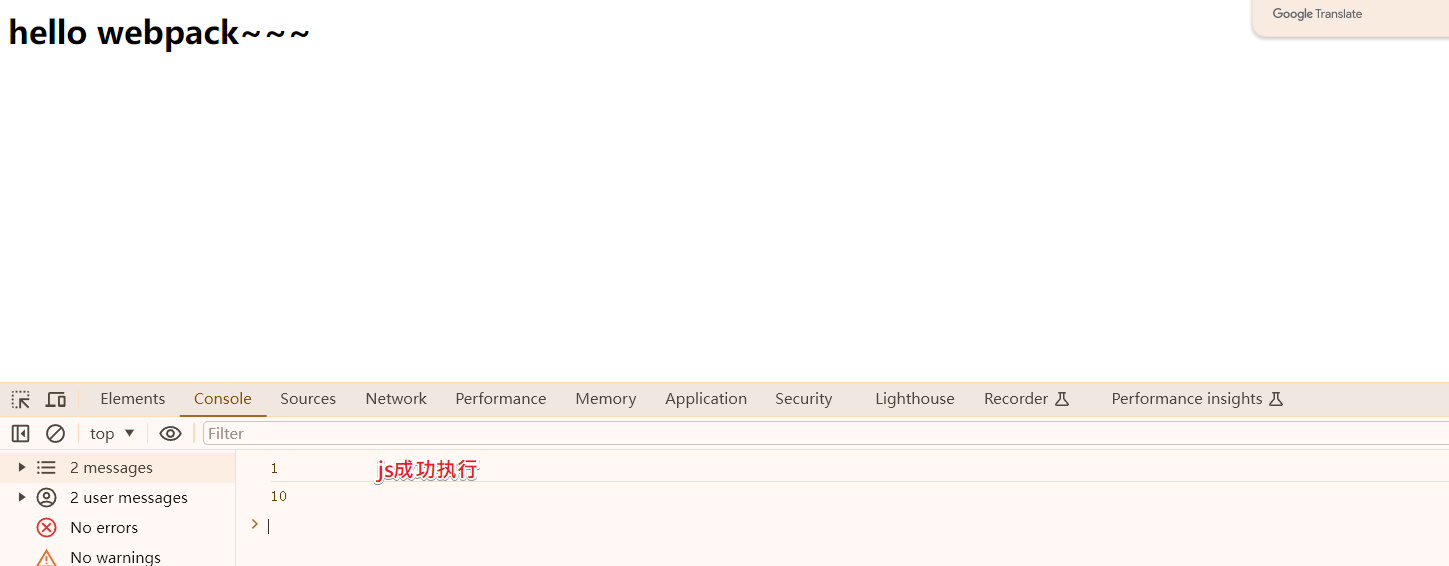 hello webpack~~~
Google Translate
Elements Console Sources Network Performance Memory Application Security Lighthouse Recorder Performance insights
top Filter
2 messages
1 js成功执行
2 user messages
10
No errors
No warnings